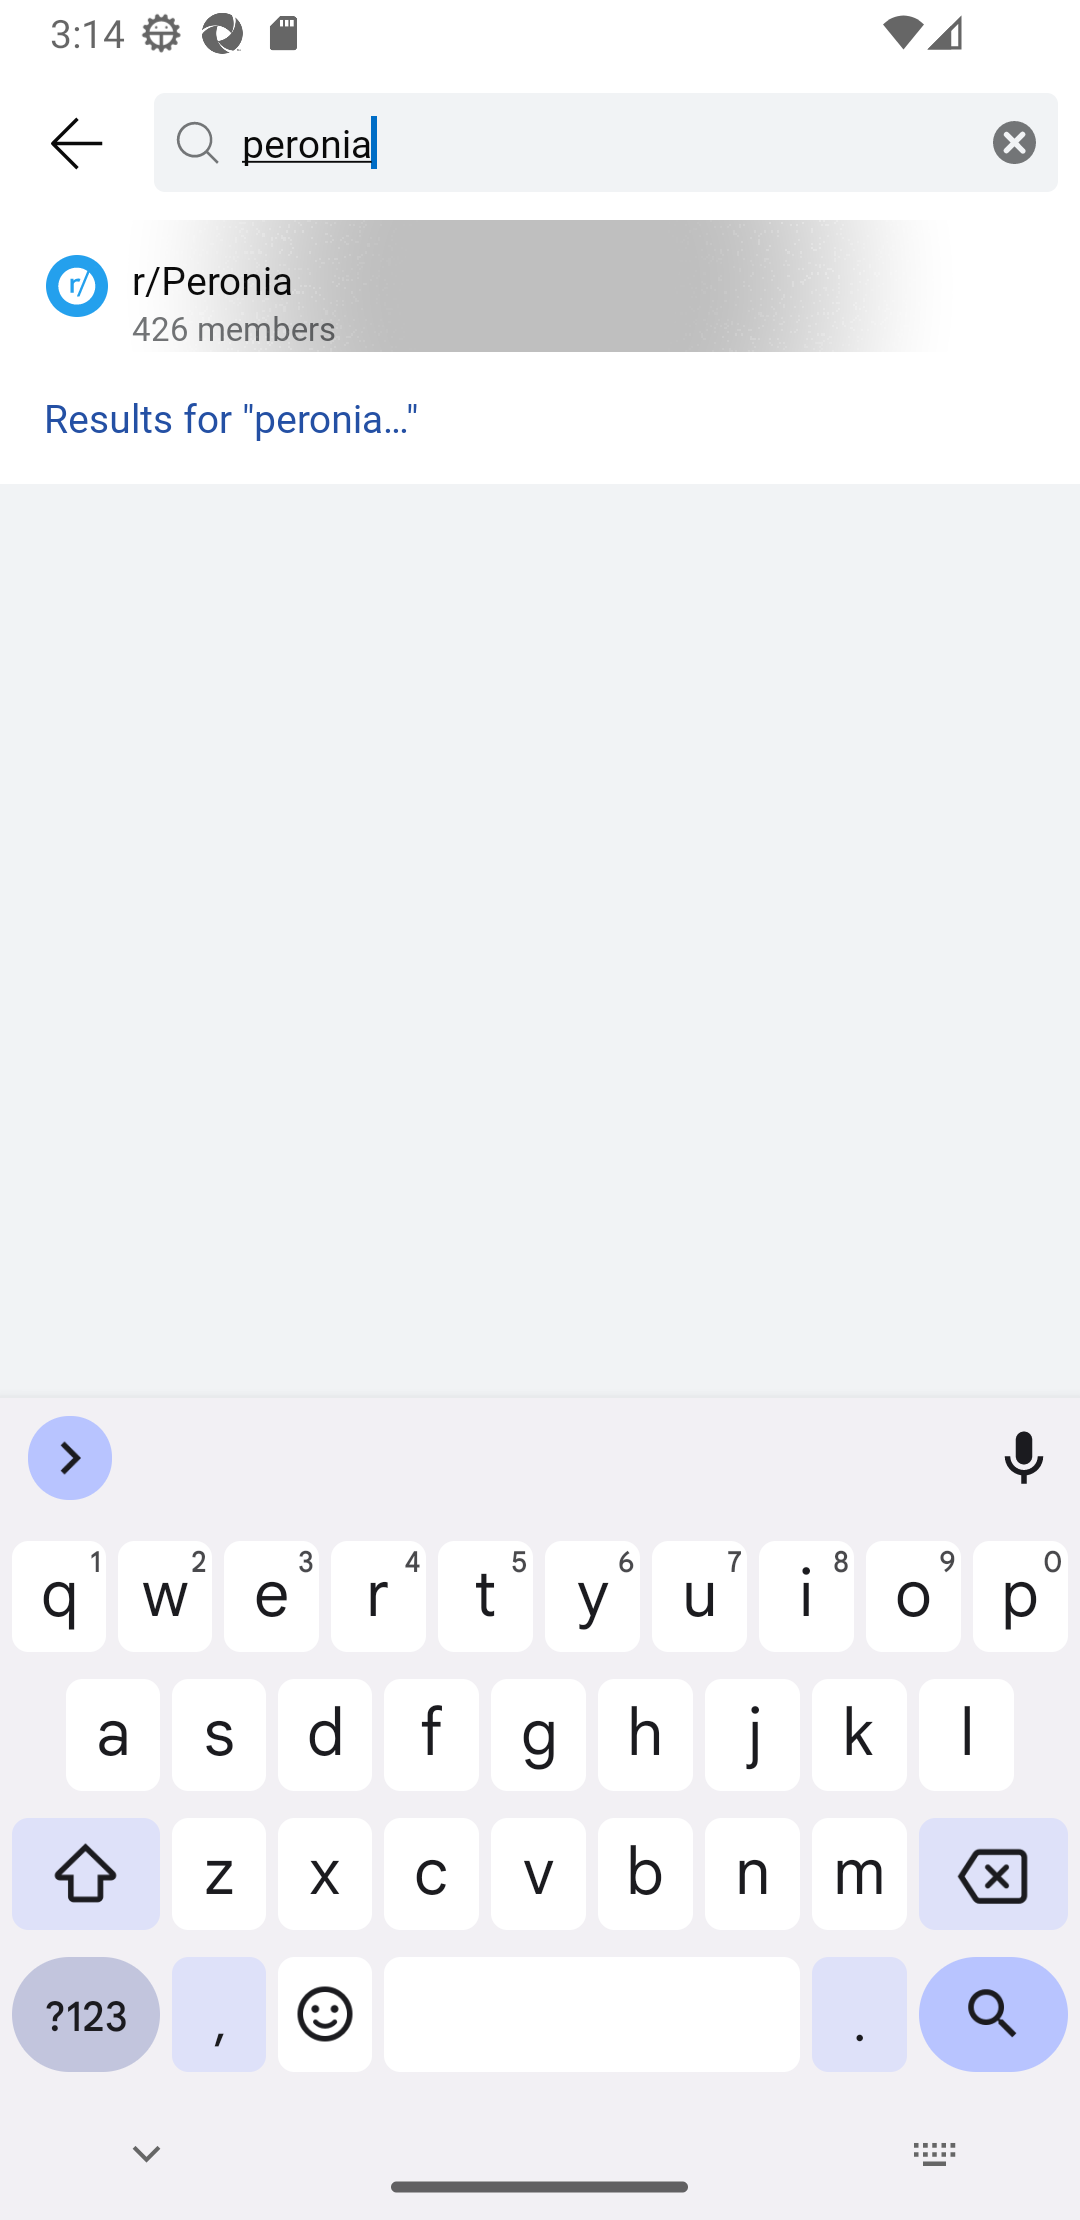 3:14
peronia
r/
r/Peronia
426 members
Results for "peronia..."
q 1 w 2 e 3 r 4 t 5 y 6 u 7 i 8 o 9 p 0
a s d f g h j k l
z x c v b n m
?123 , .